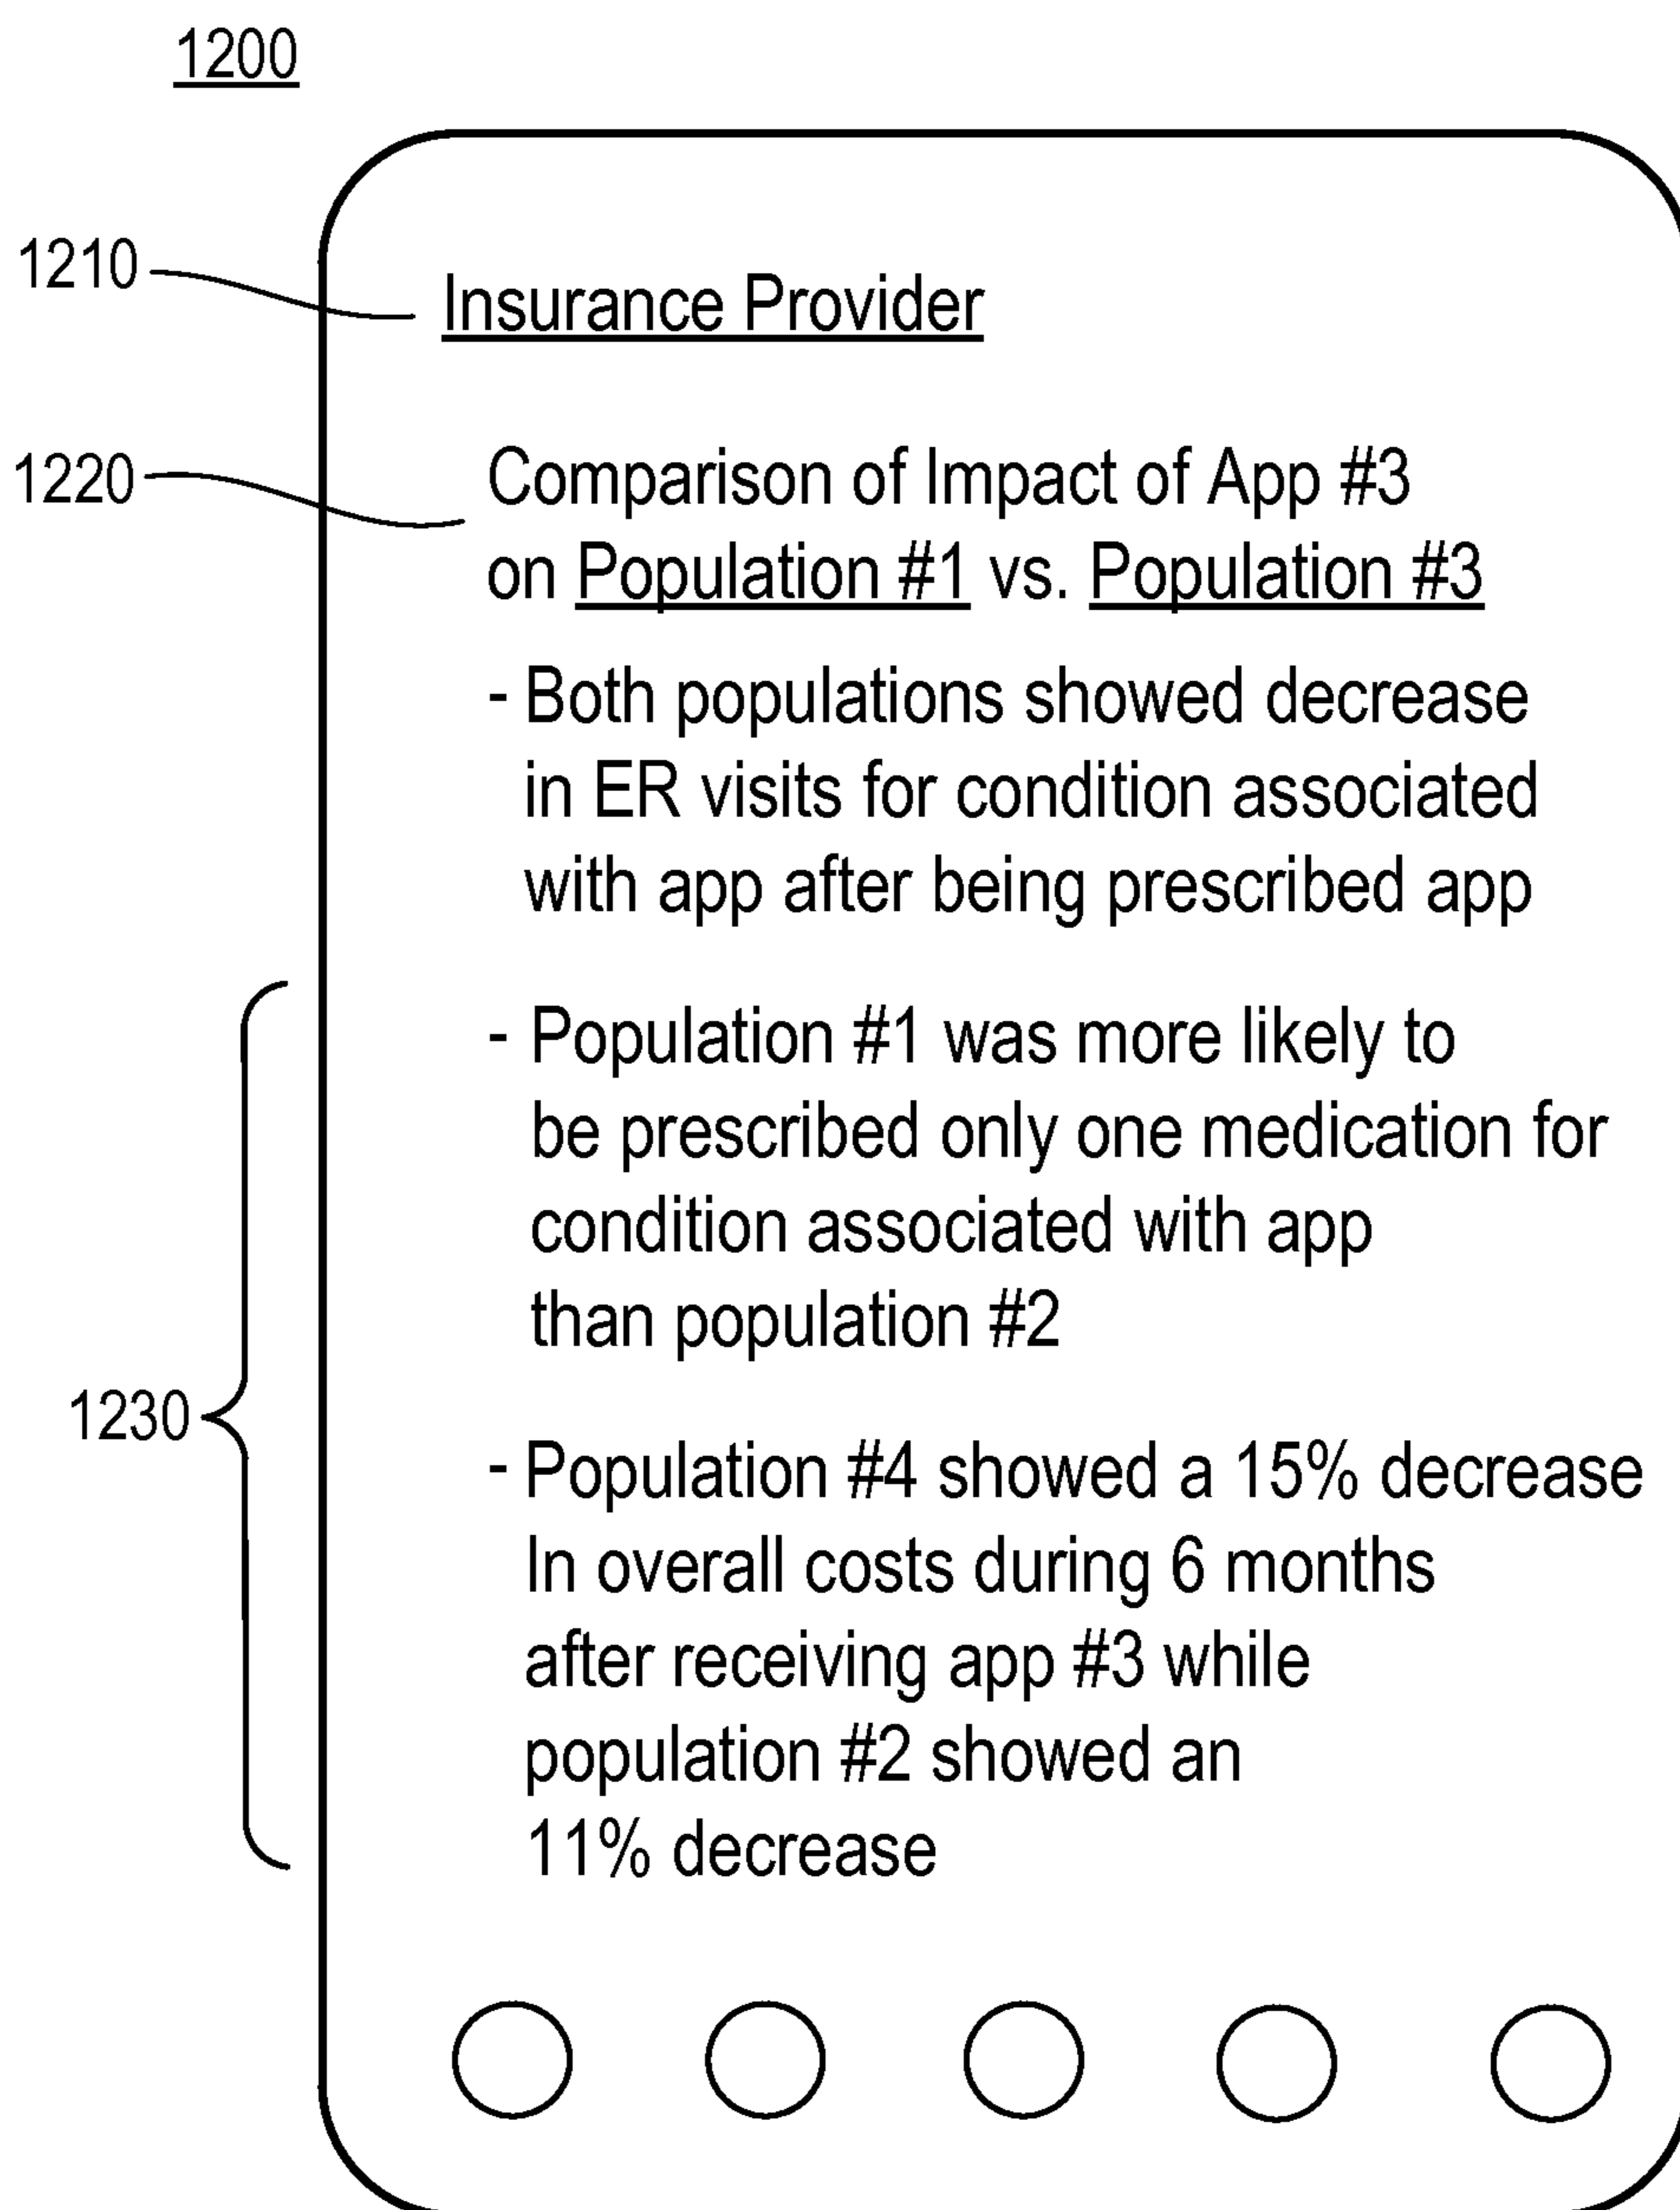 1200
1210
Insurance Provider
1220
Comparison of Impact of App #3
on Population #1 vs. Population #3
- Both populations showed decrease
in ER visits for condition associated
with app after being prescribed app
- Population #1 was more likely to
be prescribed only one medication for
condition associated with app
than population #2
1230
- Population #4 showed a 15% decrease
In overall costs during 6 months
after receiving app #3 while
population #2 showed an
11% decrease